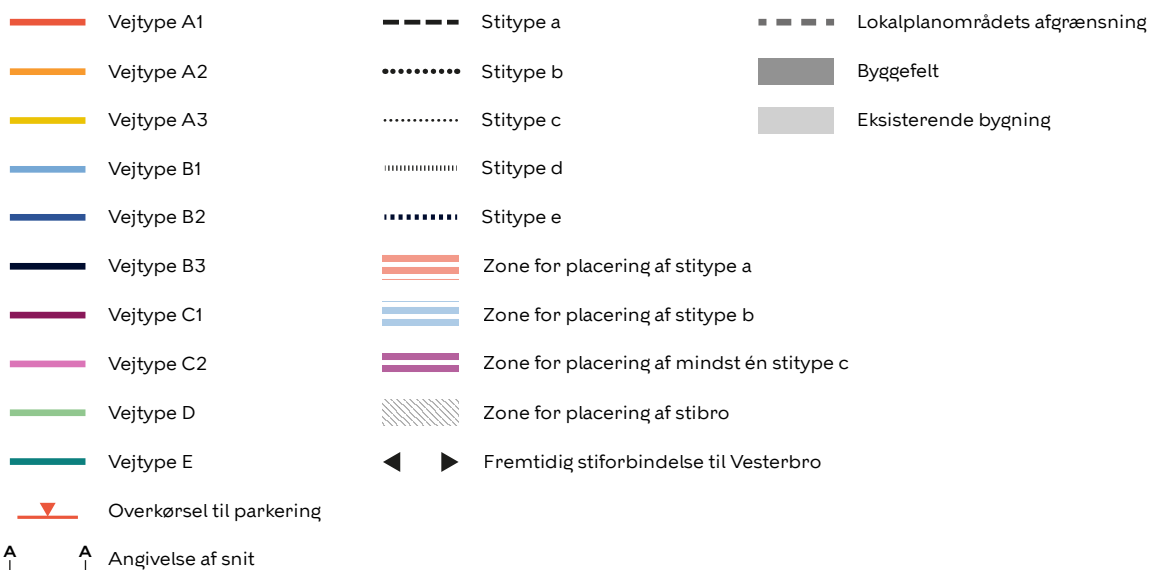 Vejtype A1
Vejtype A2
Vejtype A3
Vejtype B1
Vejtype B2
Vejtype B3
Vejtype C1
Vejtype C2
Vejtype D
Vejtype E
Overkørsel til parkering
A A Angivelse af snit
Stitype a
Stitype b
Stitype c
Stitype d
Stitype e
Zone for placering af stitype a
Zone for placering af stitype b
Zone for placering af mindst én stitype c
Zone for placering af stibro
Fremtidig stiforbindelse til Vesterbro
Lokalplanområdets afgrænsning
Byggefelt
Eksisterende bygning